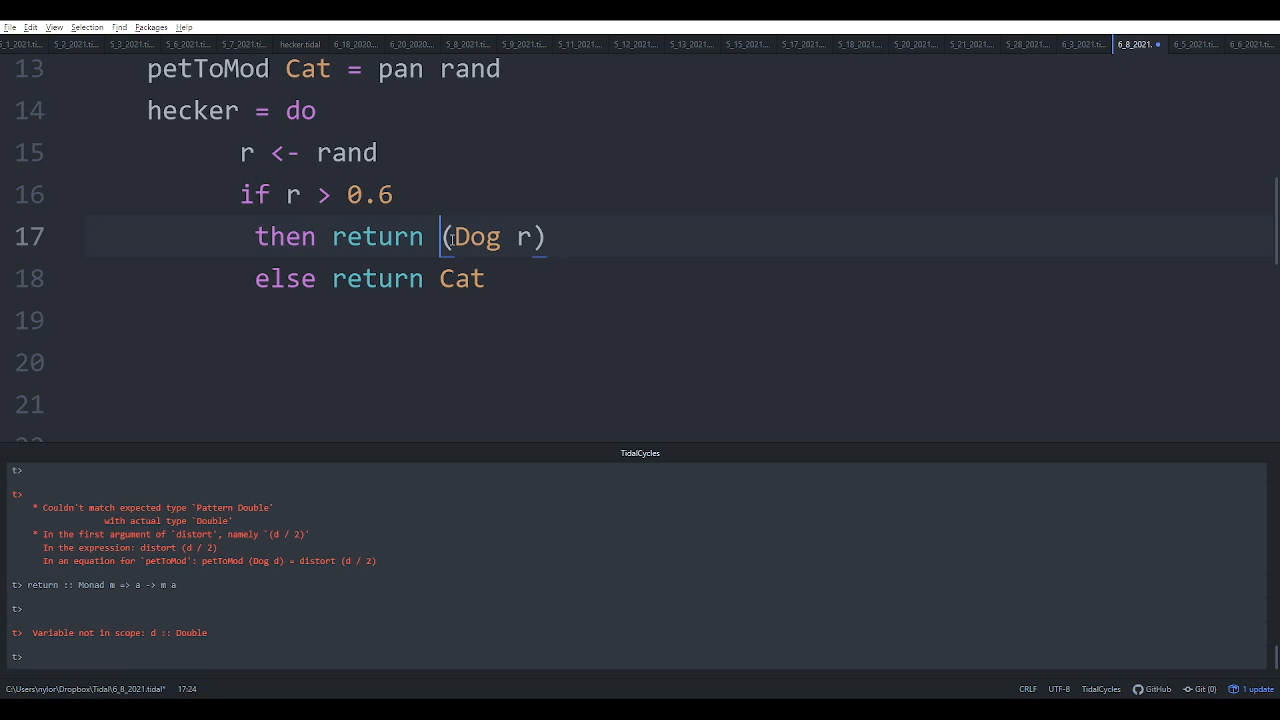 File Edit View Selection Find Packages Help
6_1_2021.ti... 5_2_2021.ti... 5_3_2021.ti... 5_6_2021.ti... 5_7_2021.ti... hecker.tidal 6_18_2020... 6_20_2020... 5_8_2021.ti... 5_9_2021.ti... 5_11_2021... 5_12_2021... 5_13_2021... 5_15_2021... 5_17_2021... 5_18_2021... 5_20_2021... 5_21_2021... 5_28_2021... 6_3_2021.ti... 6_8_2021. 6_5_2021.ti... 6_6_2021.ti...
13 petToMod Cat = pan rand
14 hecker = do
15 r <- rand
16 if r > 0.6
17 then return (Dog r)
18 else return Cat
19
20
21
22
TidalCycles
t>
t>
* Couldn't match expected type `Pattern Double'
with actual type `Double'
* In the first argument of `distort', namely `(d / 2)'
In the expression: distort (d / 2)
In an equation for `petToMod': petToMod (Dog d) = distort (d / 2)
t> return :: Monad m => a -> m a
t>
t> Variable not in scope: d :: Double
t>
C:\Users\nylor\Dropbox\Tidal\6_8_2021.tidal* 17:24 CRLF UTF-8 TidalCycles GitHub Git (0) 1 update